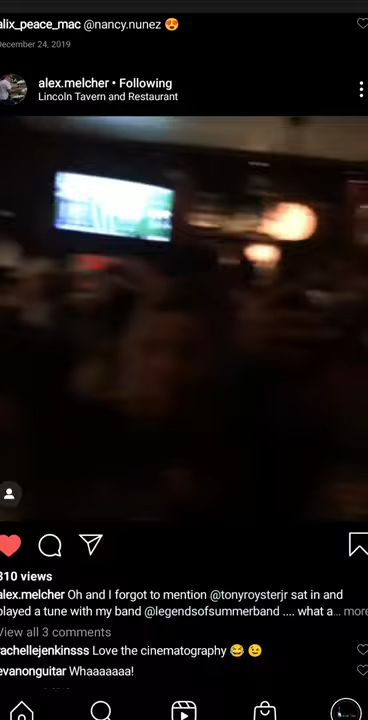 alix_peace_mac @nancy.nunez 😍
December 24, 2019
alex.melcher • Following
Lincoln Tavern and Restaurant
310 views
alex.melcher Oh and I forgot to mention @tonyroysterjr sat in and
played a tune with my band @legendsofsummerband .... what a... more
View all 3 comments
rachellejenkinsss Love the cinematography 😂 😉
evanonguitar Whaaaaaaa!